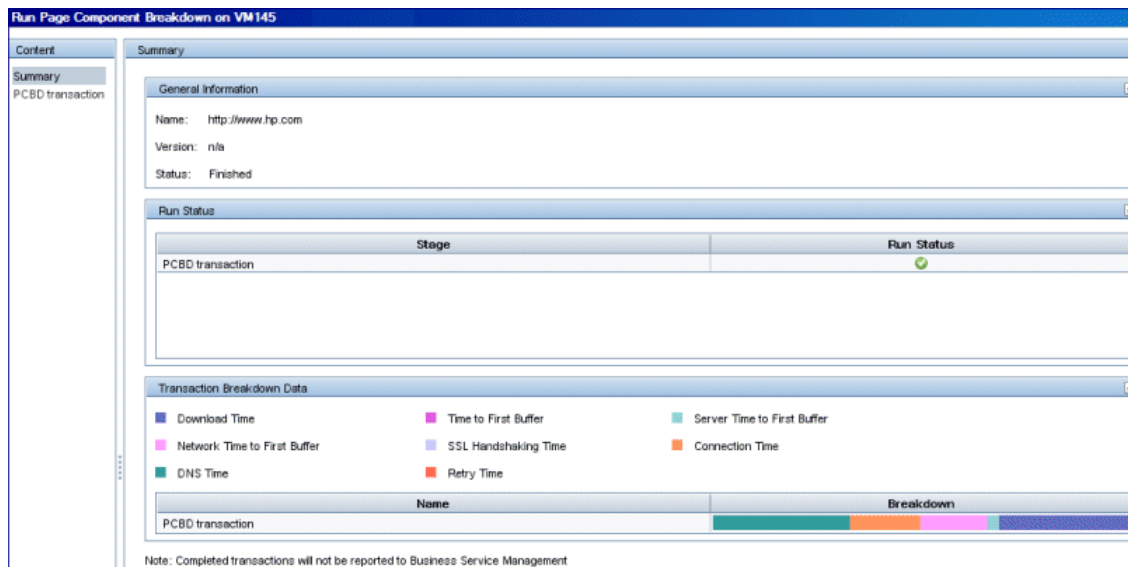 Run Page Component Breakdown on VM145
Content
Summary
PCBD transaction
Summary
General Information
Name: http://www.hp.com
Version: n/a
Status: Finished
Run Status
Stage Run Status
PCBD transaction
Transaction Breakdown Data
Download Time Time to First Buffer Server Time to First Buffer
Network Time to First Buffer SSL Handshaking Time Connection Time
DNS Time Retry Time
Name Breakdown
PCBD transaction
Note: Completed transactions will not be reported to Business Service Management